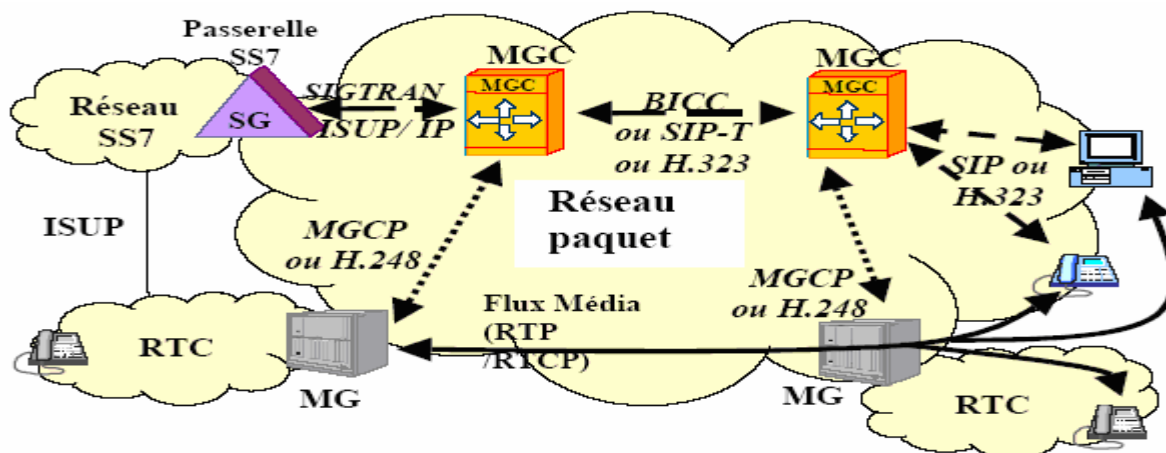 Passerelle
SS7
Réseau
SS7
SG
SIGTRAN
ISUP/ IP
MGC
MGC
BICC
ou SIP-T
ou H.323
MGC
MGC
SIP ou
H.323
ISUP
MGCP
ou H.248
Réseau
paquet
MGCP
ou H.248
Flux Média
(RTP
/RTCP)
RTC
MG
MG
RTC